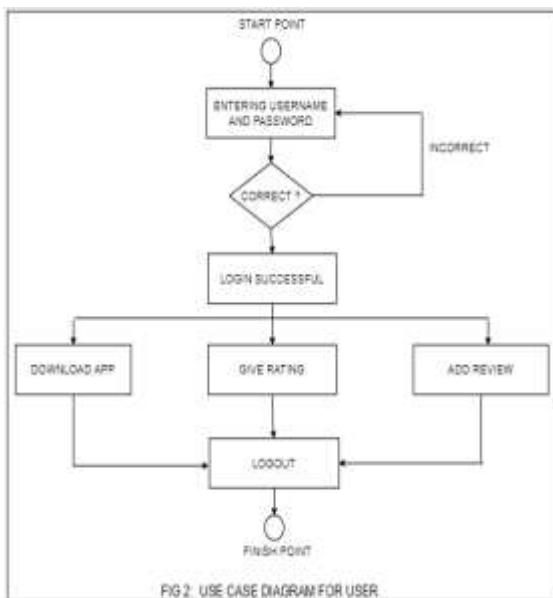 START POINT
ENTERING USERNAME
AND PASSWORD
INCORRECT
CORRECT ?
LOGIN SUCCESSFUL
DOWNLOAD APP
GIVE RATING
ADD REVIEW
LOGOUT
FINISH POINT
FIG 2: USE CASE DIAGRAM FOR USER